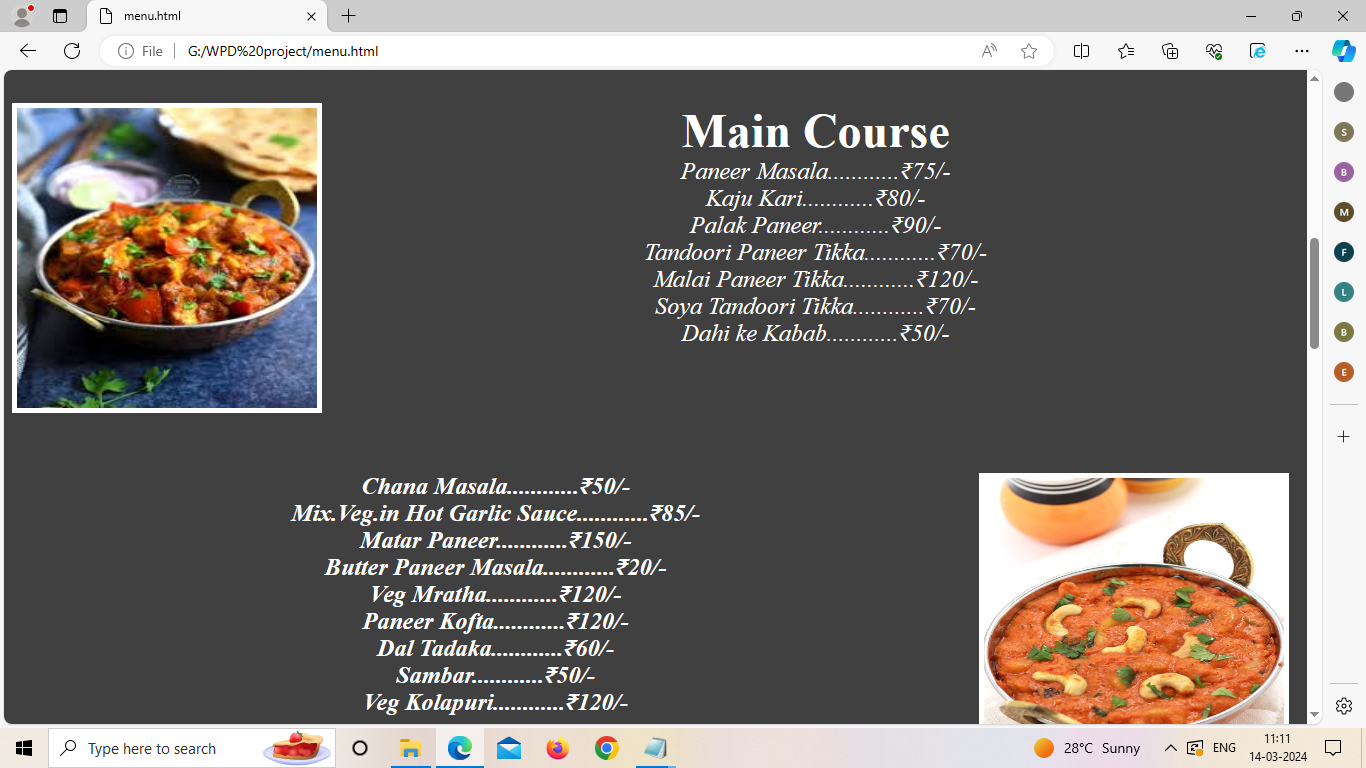 menu.html
File
G:/WPD%20project/menu.html
Main Course
Paneer Masala............₹75/-
Kaju Kari............₹80/-
Palak Paneer............₹90/-
Tandoori Paneer Tikka............₹70/-
Malai Paneer Tikka............₹120/-
Soya Tandoori Tikka............₹70/-
Dahi ke Kabab............₹50/-
Chana Masala............₹50/-
Mix.Veg.in Hot Garlic Sauce............₹85/-
Matar Paneer............₹150/-
Butter Paneer Masala............₹20/-
Veg Mratha............₹120/-
Paneer Kofta............₹120/-
Dal Tadaka............₹60/-
Sambar............₹50/-
Veg Kolapuri............₹120/-
S
B
M
F
L
B
E
Type here to search
28°C Sunny
ENG
11:11
14-03-2024